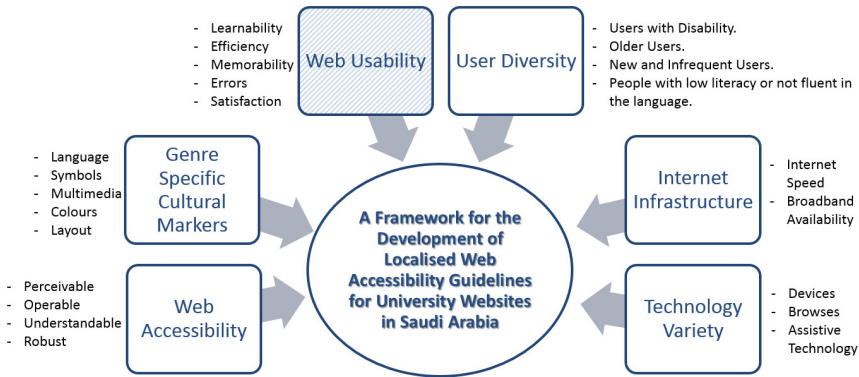 - Learnability
- Efficiency
- Memorability
- Errors
- Satisfaction
Web Usability
User Diversity
- Users with Disability.
- Older Users.
- New and Infrequent Users.
- People with low literacy or not fluent in
the language.
- Language
- Symbols
- Multimedia
- Colours
- Layout
Genre
Specific
Cultural
Markers
Internet
Infrastructure
- Internet
Speed
- Broadband
Availability
A Framework for the
Development of
Localised Web
Accessibility Guidelines
for University Websites
in Saudi Arabia
- Perceivable
- Operable
- Understandable
- Robust
Web
Accessibility
Technology
Variety
- Devices
- Browses
- Assistive
Technology